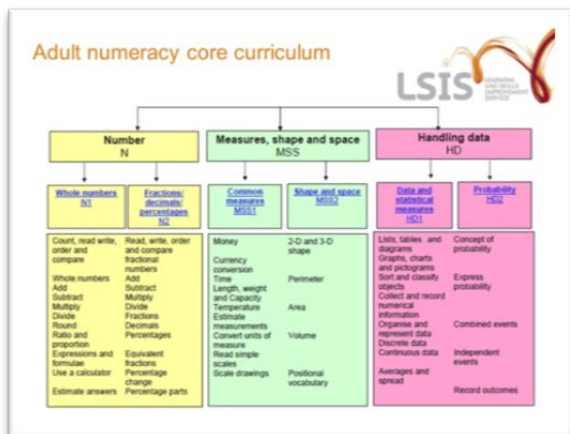 Adult numeracy core curriculum
LSIS
LEARNING
AND SKILLS
IMPROVEMENT
SERVICE
Number
N
Measures, shape and space
MSS
Handling data
HD
Whole numbers
N1
Fractions/
decimals/
percentages
N2
Common
measures
MSS1
Shape and space
MSS2
Data and
statistical
measures
HD1
Probability
HD2
Count, read write,
order and
compare
Whole numbers
Add
Subtract
Multiply
Divide
Round
Ratio and
proportion
Expressions and
formulae
Use a calculator
Estimate answers
Read, write, order
and compare
fractional
numbers
Add
Subtract
Multiply
Divide
Fractions
Decimals
Percentages
Equivalent
fractions
Percentage
change
Percentage parts
Money
Currency
conversion
Time
Length, weight
and Capacity
Temperature
Estimate
measurements
Convert units of
measure
Read simple
scales
Scale drawings
2-D and 3-D
shape
Perimeter
Area
Volume
Positional
vocabulary
Lists, tables and
diagrams
Graphs, charts
and pictograms
Sort and classify
objects
Collect and record
numerical
information
Organise and
represent data
Discrete data
Continuous data
Averages and
spread
Concept of
probability
Express
probability
Combined events
Independent
events
Record outcomes